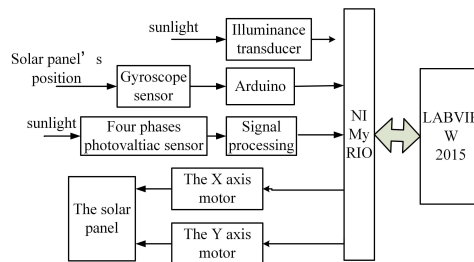 sunlight
Illuminance
transducer
Solar panel’s
position
Gyroscope
sensor
Arduino
sunlight
Four phases
photovaltiac sensor
Signal
processing
NI
My
RIO
LABVIE
W
2015
The X axis
motor
The solar
panel
The Y axis
motor